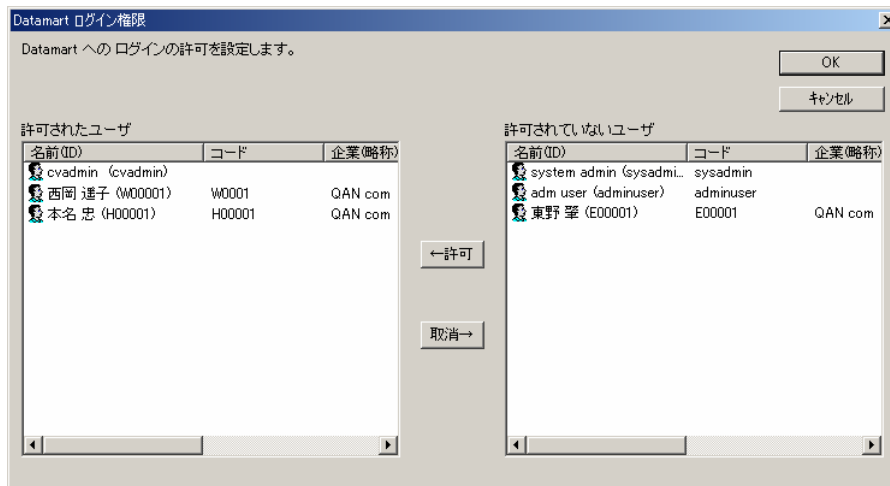 Datamart ログイン権限
Datamart への ログインの許可を設定します。
OK
キャンセル
許可されたユーザ
名前(ID) コード 企業(略称)
cvadmin (cvadmin)
西岡 遥子 (W00001) W0001 QAN com
本名 忠 (H00001) H00001 QAN com
←許可
取消→
許可されていないユーザ
名前(ID) コード 企業(略称)
system admin (sysadmi... sysadmin
adm user (adminuser) adminuser
東野 肇 (E00001) E00001 QAN com